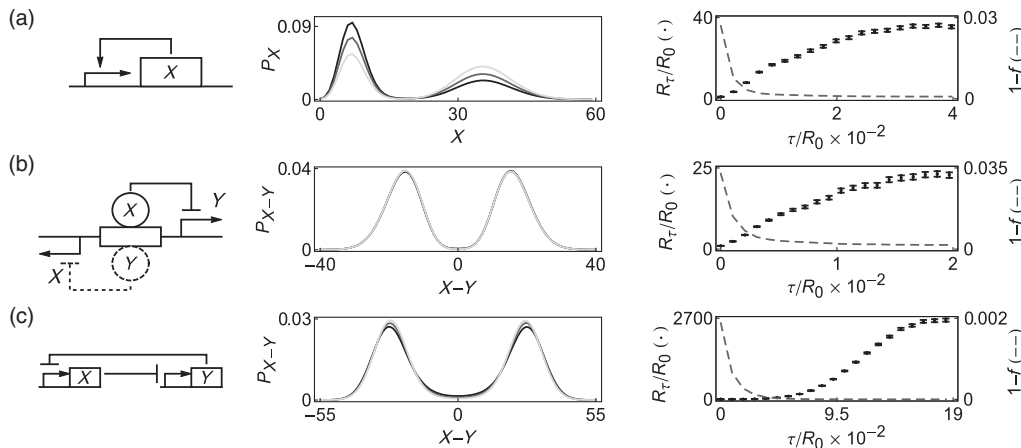 (a)
X
0.09
0
P_X
0 30 60
X
40
0
R_τ/R_0 (·)
0.03
0
1–f (– –)
0 2 4
τ/R_0 × 10^-2
(b)
X
Y
X
Y
0.04
0
P_X–Y
–40 0 40
X–Y
25
0
R_τ/R_0 (·)
0.035
0
1–f (– –)
0 1 2
τ/R_0 × 10^-2
(c)
X
Y
0.03
0
P_X–Y
–55 0 55
X–Y
2700
0
R_τ/R_0 (·)
0.002
0
1–f (– –)
0 9.5 19
τ/R_0 × 10^-2